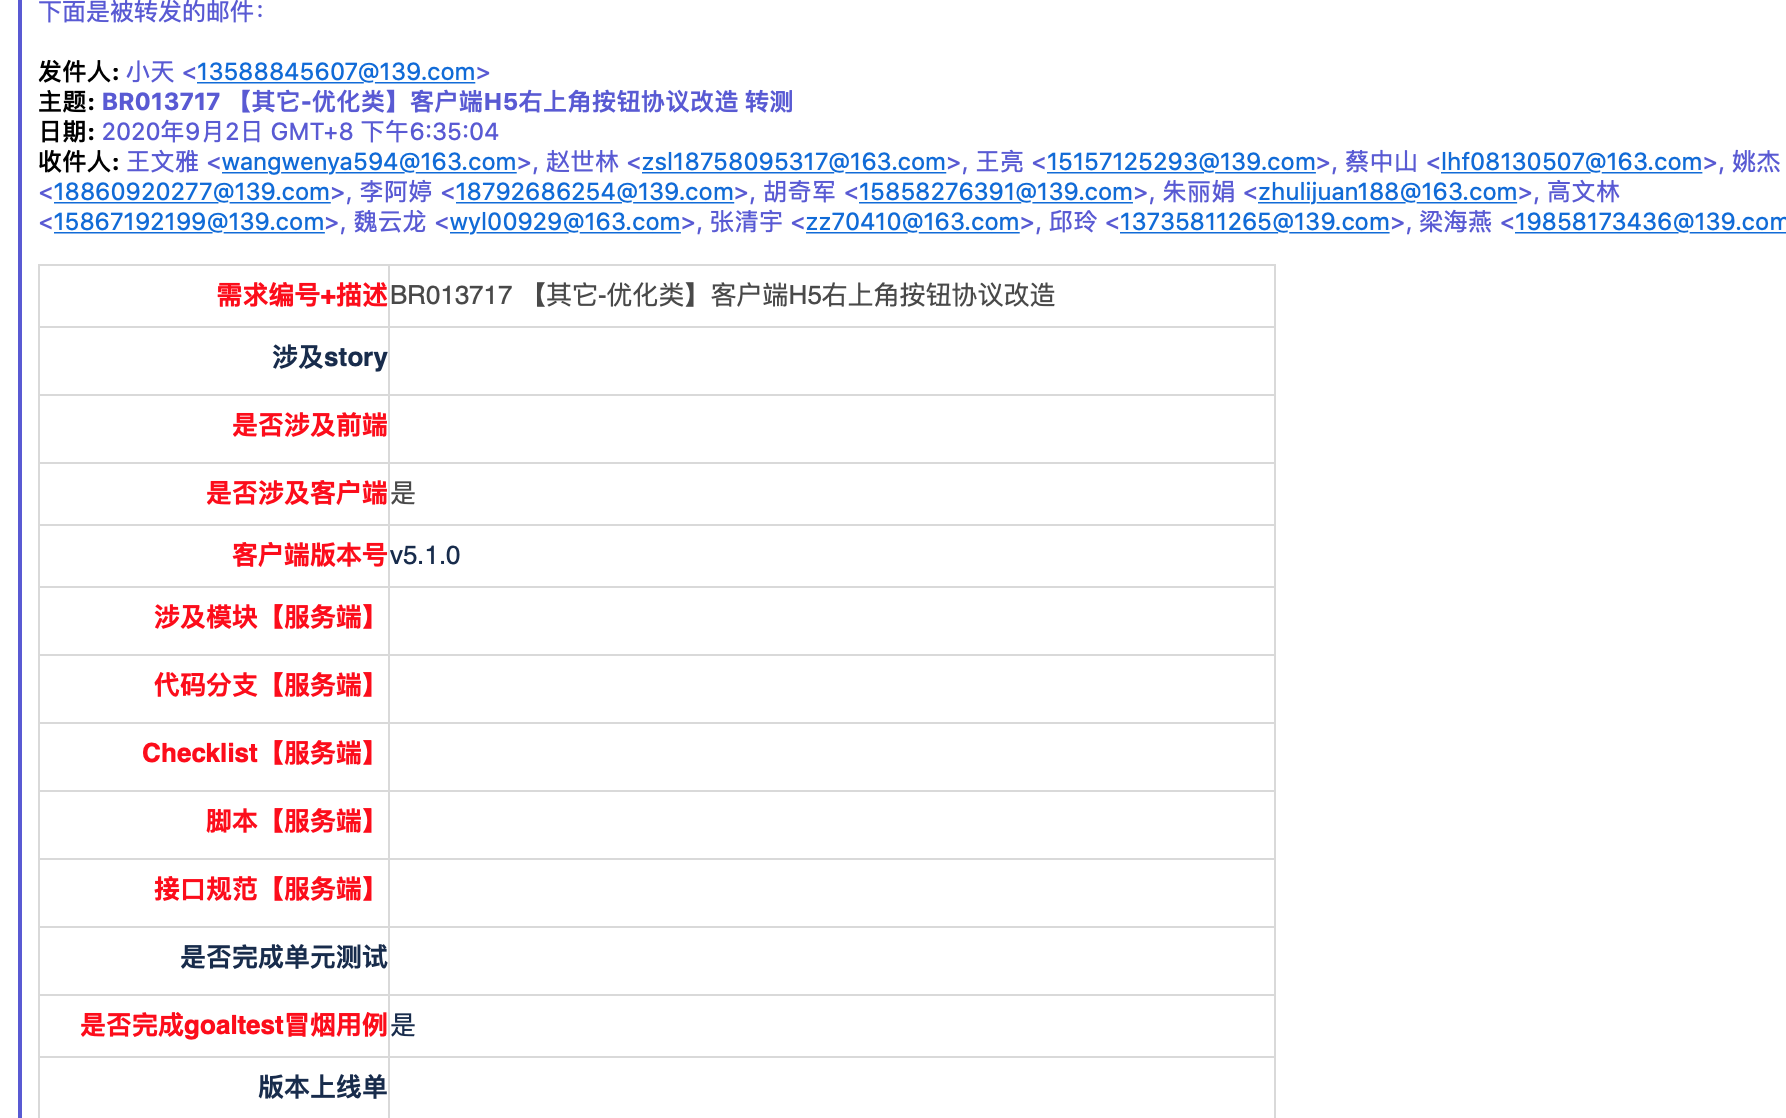 下面是被转发的邮件：
发件人: 小天 <13588845607@139.com>
主题: BR013717 【其它-优化类】客户端H5右上角按钮协议改造 转测
日期: 2020年9月2日 GMT+8 下午6:35:04
收件人: 王文雅 <wangwenya594@163.com>, 赵世林 <zsl18758095317@163.com>, 王亮 <15157125293@139.com>, 蔡中山 <lhf08130507@163.com>, 姚杰
<18860920277@139.com>, 李阿婷 <18792686254@139.com>, 胡奇军 <15858276391@139.com>, 朱丽娟 <zhulijuan188@163.com>, 高文林
<15867192199@139.com>, 魏云龙 <wyl00929@163.com>, 张清宇 <zz70410@163.com>, 邱玲 <13735811265@139.com>, 梁海燕 <19858173436@139.com
需求编号+描述 BR013717 【其它-优化类】客户端H5右上角按钮协议改造
涉及story
是否涉及前端
是否涉及客户端 是
客户端版本号 v5.1.0
涉及模块【服务端】
代码分支【服务端】
Checklist【服务端】
脚本【服务端】
接口规范【服务端】
是否完成单元测试
是否完成goaltest冒烟用例 是
版本上线单